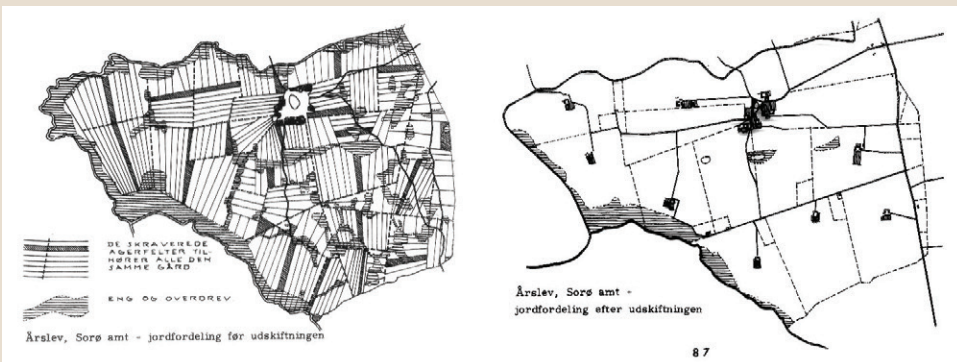 DE SKRAVEREDE
AGERFELTER TIL-
HØRER ALLE DEN
SAMME GÅRD
ENG OG OVERDREV
Årslev, Sorø amt - jordfordeling før udskiftningen
Årslev, Sorø amt -
jordfordeling efter udskiftningen
87